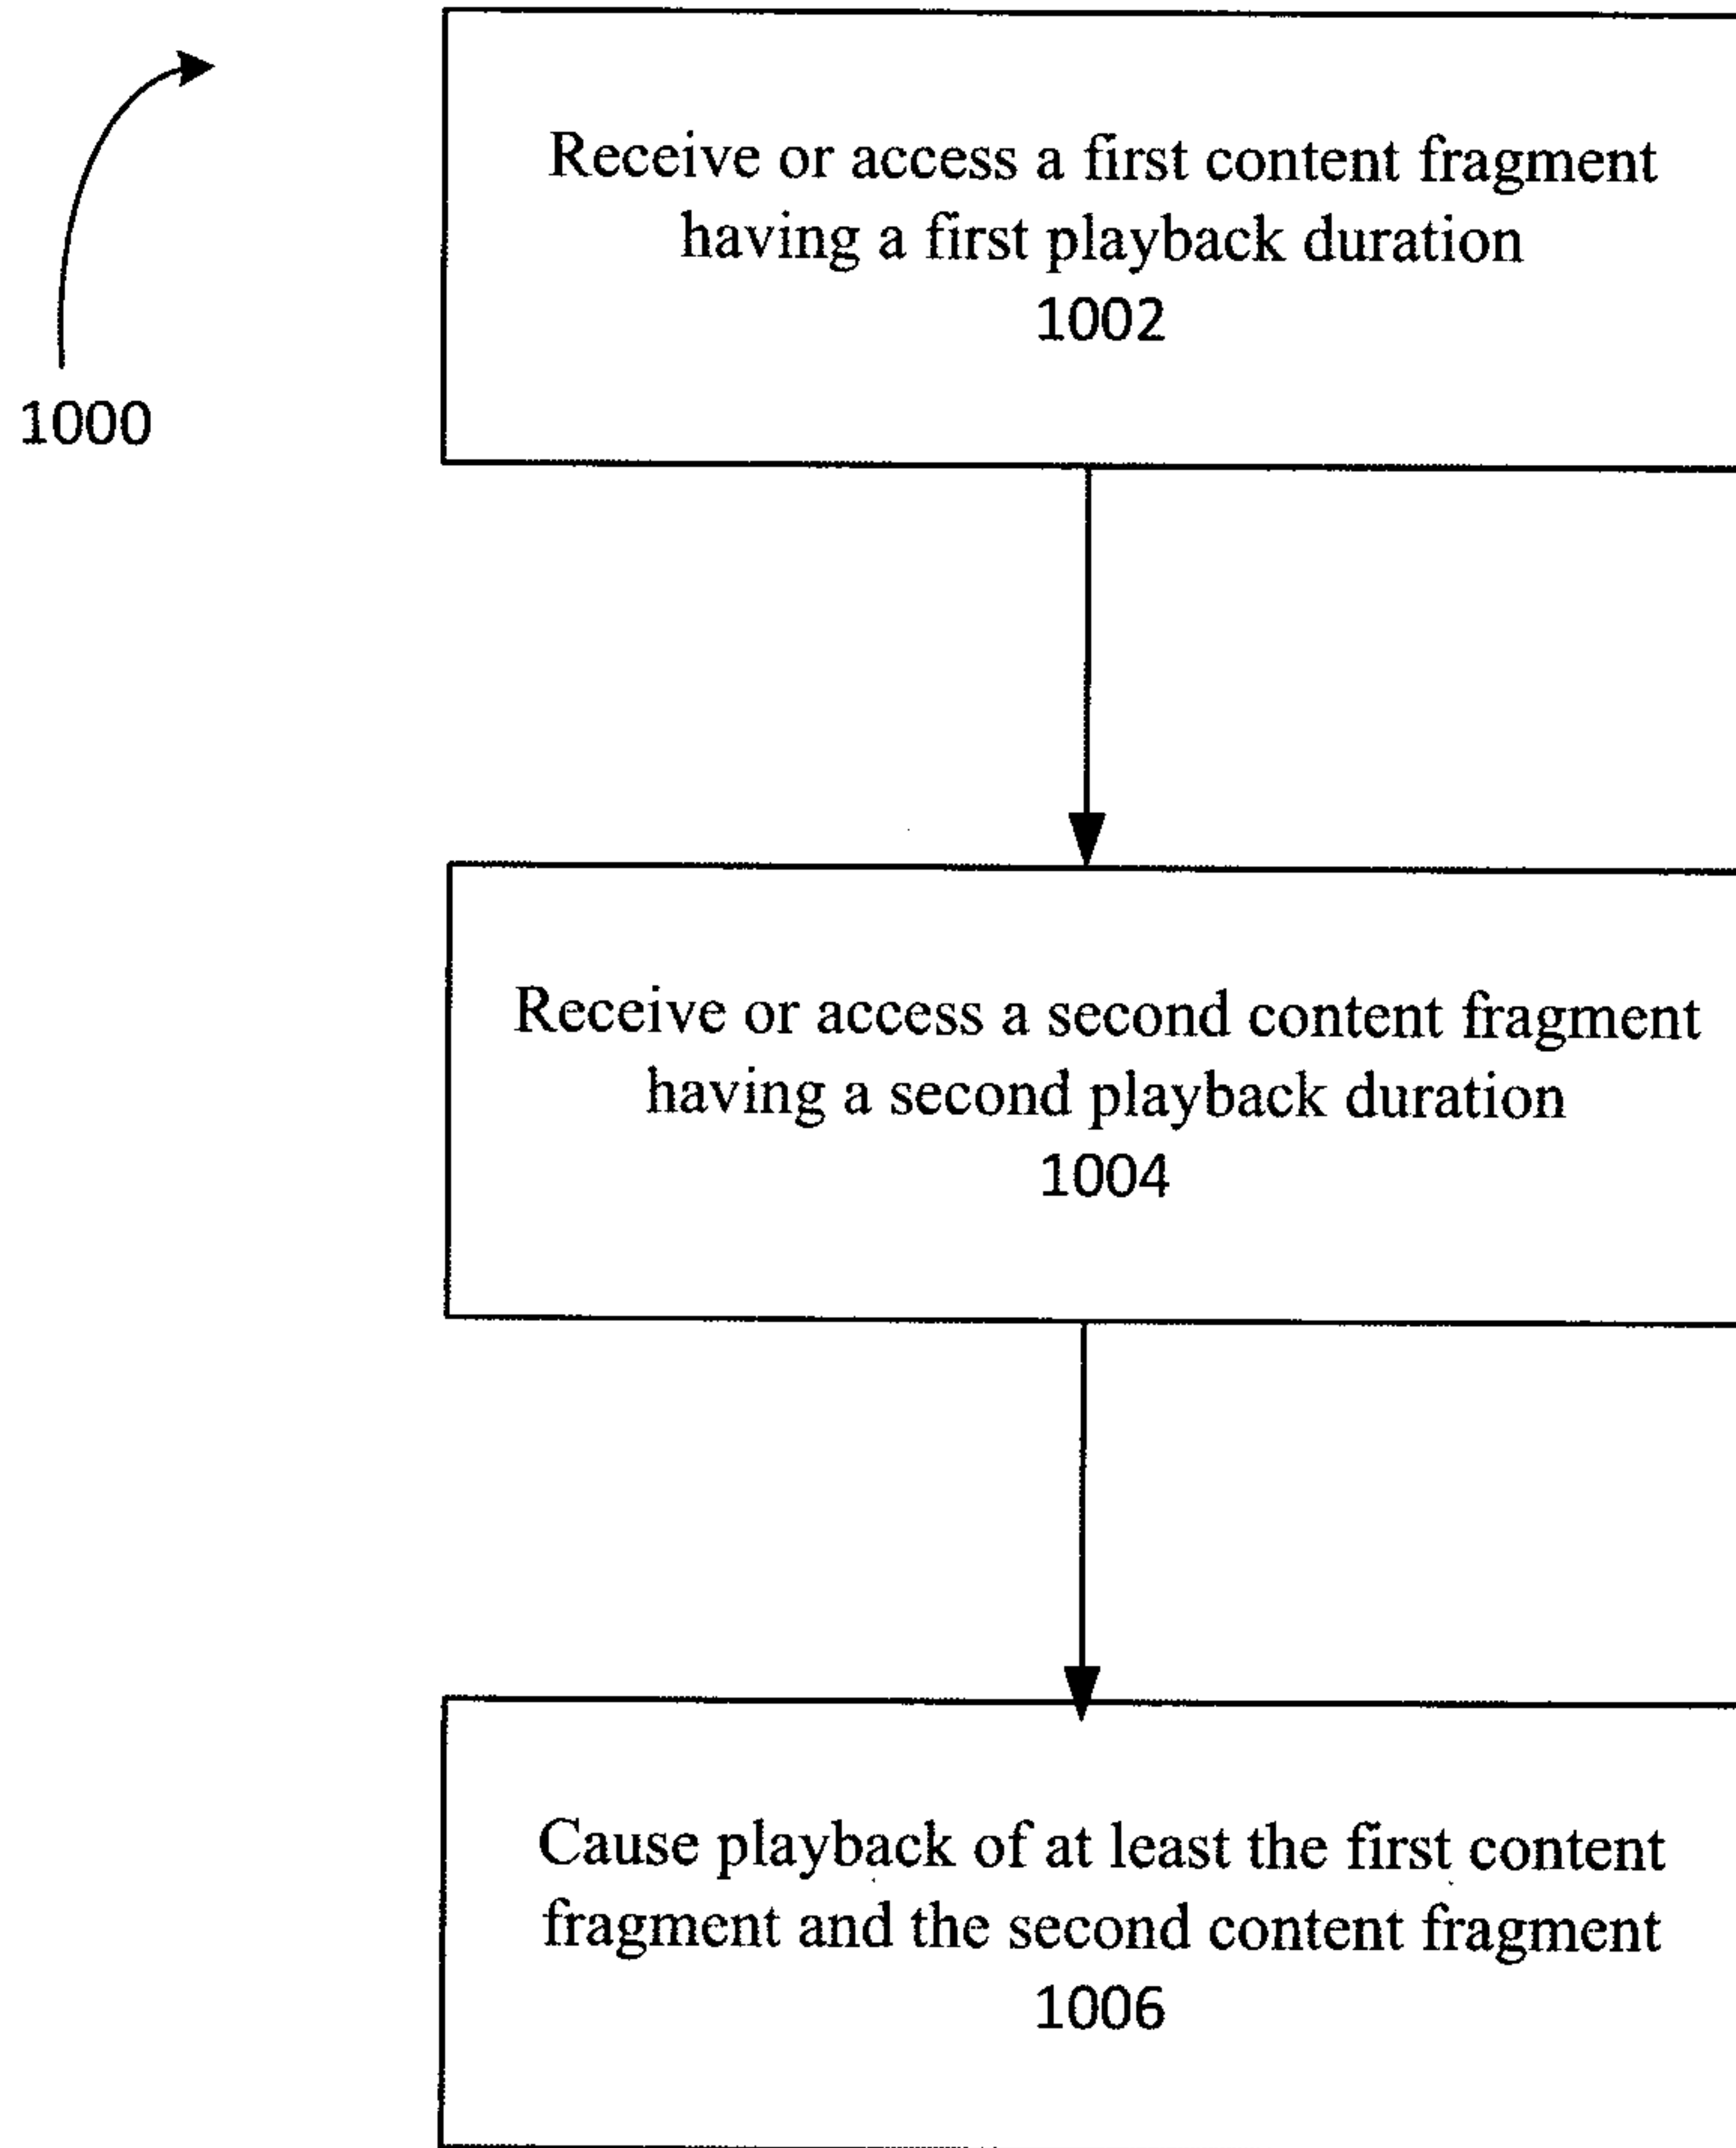 Receive or access a first content fragment
having a first playback duration
1002
1000
Receive or access a second content fragment
having a second playback duration
1004
Cause playback of at least the first content
fragment and the second content fragment
1006